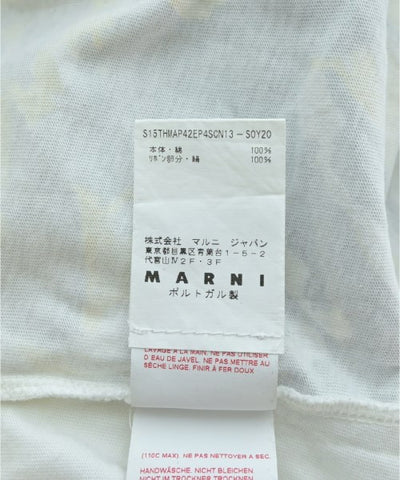 S15THMAP42EP4SCN13-SOY20
本体・綿 100%
リボン部分・絹 100%
株式会社 マルニ ジャパン
東京都目黒区青葉台1-5-2
代官山Ⅳ2F・3F
MARNI
ポルトガル製
LAVAGE A LA MAIN. NE PAS UTILISER
D EAU DE JAVEL. NE PAS METTRE AU
SÈCHE LINGE. FINIR À FER DOUX
(110C MAX). NE PAS NETTOYER A SEC.
HANDWÄSCHE. NICHT BLEICHEN
NICHT IM TROCKNER TROCKNEN